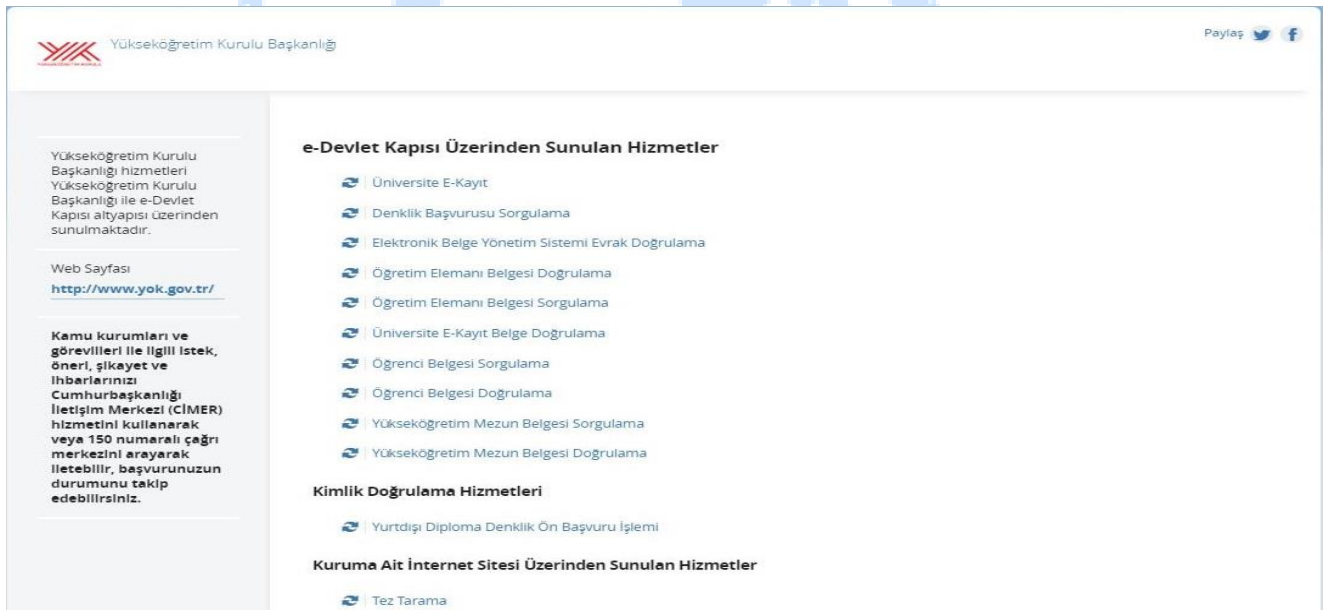 Yükseköğretim Kurulu Başkanlığı
Paylaş
YÜKSEKÖĞRETİM KURULU
Yükseköğretim Kurulu
Başkanlığı hizmetleri
Yükseköğretim Kurulu
Başkanlığı ile e-Devlet
Kapısı altyapısı üzerinden
sunulmaktadır.
Web Sayfası
http://www.yok.gov.tr/
Kamu kurumları ve
görevlileri ile ilgili istek,
öneri, şikayet ve
ihbarlarınızı
Cumhurbaşkanlığı
İletişim Merkezi (CİMER)
hizmetini kullanarak
veya 150 numaralı çağrı
merkezini arayarak
iletebilir, başvurunuzun
durumunu takip
edebilirsiniz.
e-Devlet Kapısı Üzerinden Sunulan Hizmetler
Üniversite E-Kayıt
Denklik Başvurusu Sorgulama
Elektronik Belge Yönetim Sistemi Evrak Doğrulama
Öğretim Elemanı Belgesi Doğrulama
Öğretim Elemanı Belgesi Sorgulama
Üniversite E-Kayıt Belge Doğrulama
Öğrenci Belgesi Sorgulama
Öğrenci Belgesi Doğrulama
Yükseköğretim Mezun Belgesi Sorgulama
Yükseköğretim Mezun Belgesi Doğrulama
Kimlik Doğrulama Hizmetleri
Yurtdışı Diploma Denklik Ön Başvuru İşlemi
Kuruma Ait İnternet Sitesi Üzerinden Sunulan Hizmetler
Tez Tarama